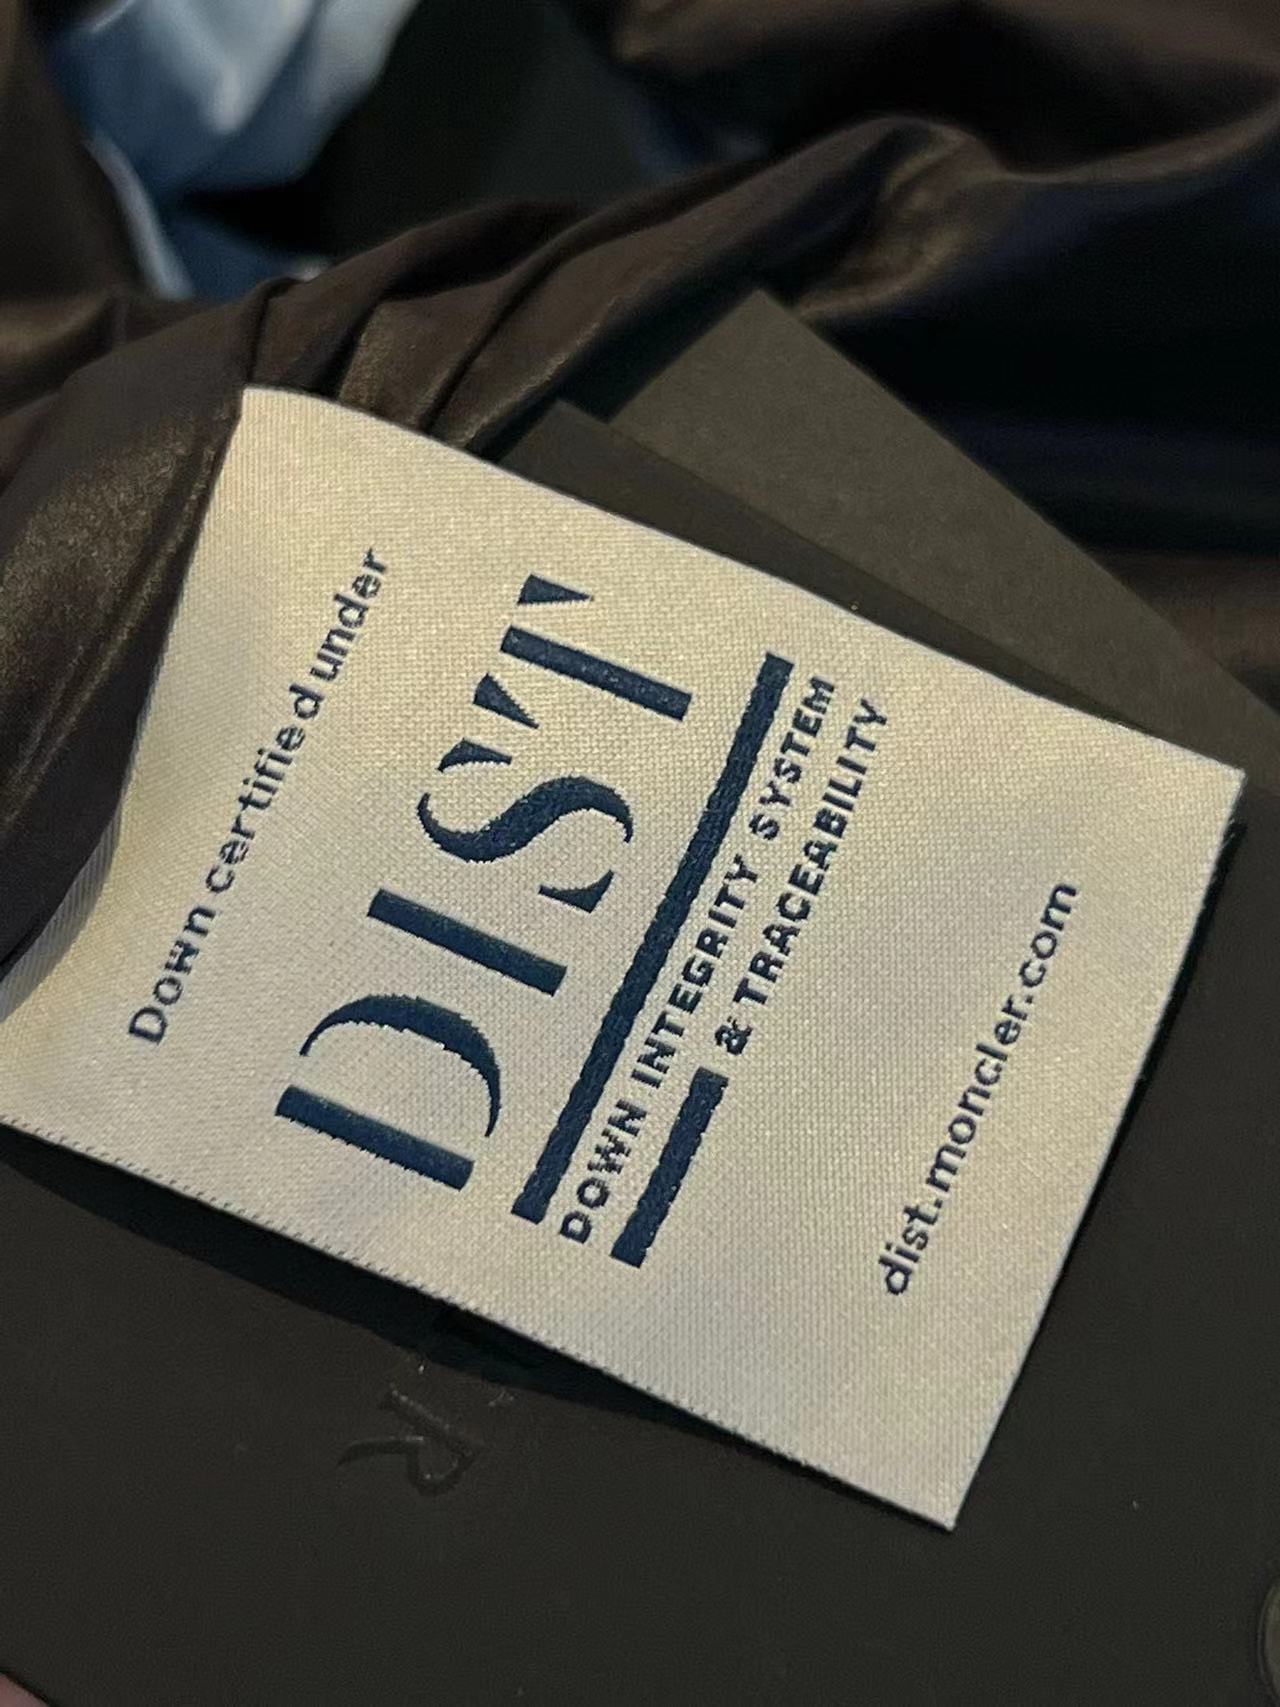 Down certified under
DIST
DOWN INTEGRITY SYSTEM
& TRACEABILITY
dist.moncler.com
R